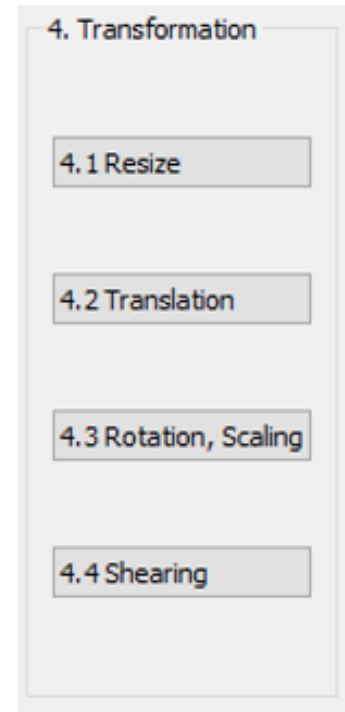 4. Transformation
4.1 Resize
4.2 Translation
4.3 Rotation, Scaling
4.4 Shearing